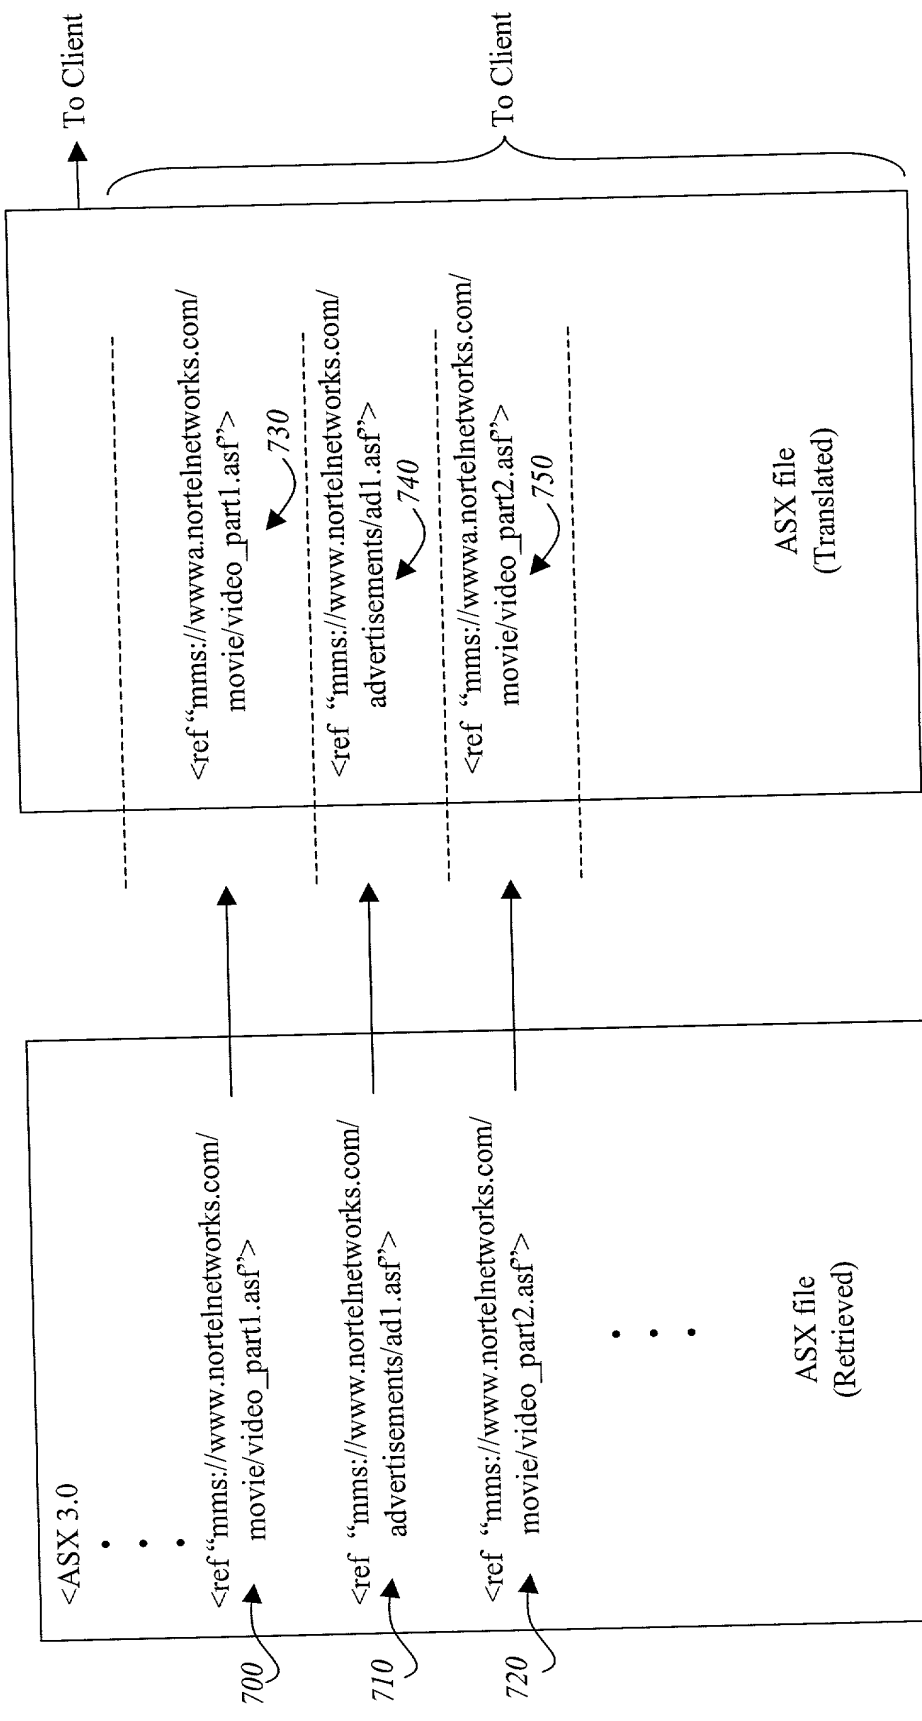 <ASX 3.0
700
<ref “mms://www.nortelnetworks.com/
movie/video_part1.asf”>
710
<ref “mms://www.nortelnetworks.com/
advertisements/ad1.asf”>
720
<ref “mms://www.nortelnetworks.com/
movie/video_part2.asf”>
ASX file
(Retrieved)
<ref “mms://wwwa.nortelnetworks.com/
movie/video_part1.asf”>
730
<ref “mms://www.nortelnetworks.com/
advertisements/ad1.asf”>
740
<ref “mms://wwwa.nortelnetworks.com/
movie/video_part2.asf”>
750
ASX file
(Translated)
To Client
To Client